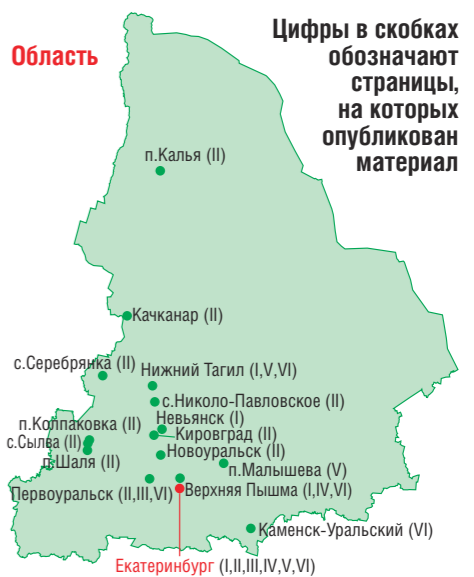 Область
Цифры в скобках
обозначают
страницы,
на которых
опубликован
материал
п.Калья (II)
Качканар (II)
с.Серебрянка (II)
Нижний Тагил (I,V,VI)
с.Николо-Павловское (II)
п.Колпаковка (II)
Невьянск (I)
с.Сылва (II)
Кировград (II)
Новоуральск (II)
п.Шаля (II)
п.Малышева (V)
Первоуральск (II,III,VI)
Верхняя Пышма (I,IV,VI)
Каменск-Уральский (VI)
Екатеринбург (I,II,III,IV,V,VI)